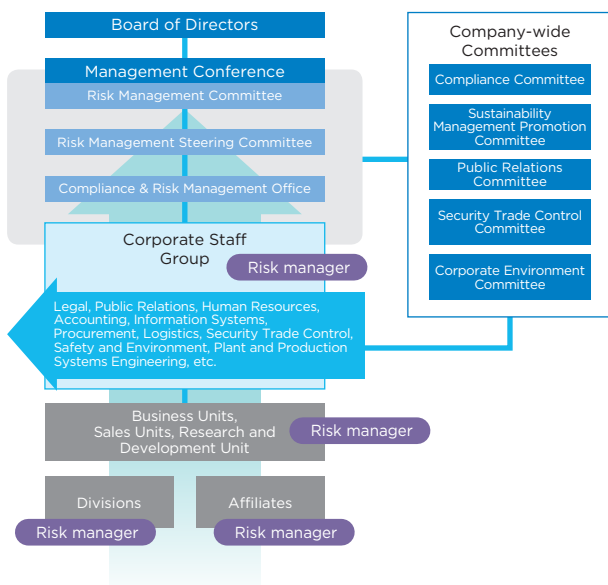 Board of Directors
Management Conference
Risk Management Committee
Risk Management Steering Committee
Compliance & Risk Management Office
Corporate Staff
Group
Risk manager
Legal, Public Relations, Human Resources,
Accounting, Information Systems,
Procurement, Logistics, Security Trade Control,
Safety and Environment, Plant and Production
Systems Engineering, etc.
Business Units,
Sales Units, Research and
Development Unit
Risk manager
Divisions
Risk manager
Affiliates
Risk manager
Company-wide
Committees
Compliance Committee
Sustainability
Management Promotion
Committee
Public Relations
Committee
Security Trade Control
Committee
Corporate Environment
Committee